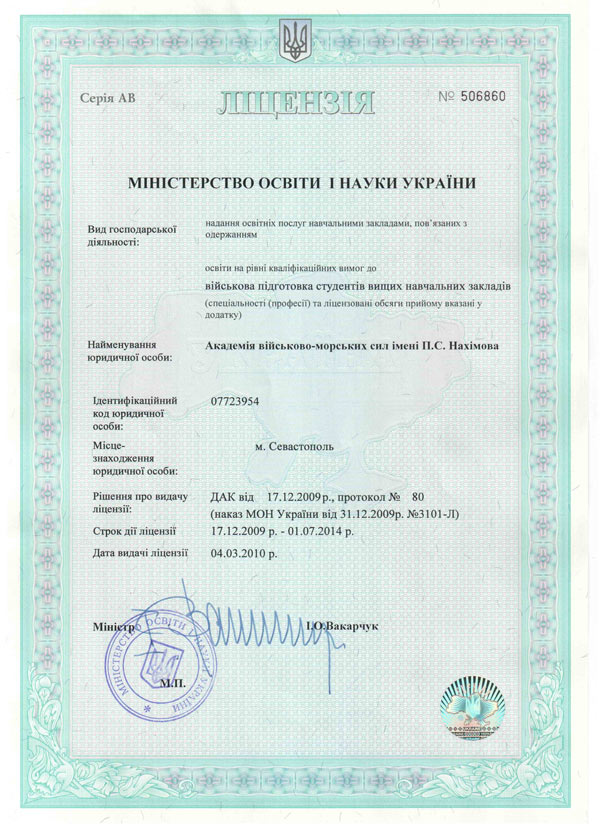 Серія АВ
ЛІЦЕНЗІЯ
№ 506860
МІНІСТЕРСТВО ОСВІТИ І НАУКИ УКРАЇНИ
Вид господарської
діяльності:
надання освітніх послуг навчальними закладами, пов’язаних з
одержанням
освіти на рівні кваліфікаційних вимог до
військова підготовка студентів вищих навчальних закладів
(спеціальності (професії) та ліцензовані обсяги прийому вказані у
додатку)
Найменування
юридичної особи:
Академія військово-морських сил імені П.С. Нахімова
Ідентифікаційний
код юридичної
особи:
07723954
Місце-
знаходження
юридичної особи:
м. Севастополь
Рішення про видачу
ліцензії:
ДАК від 17.12.2009 р., протокол № 80
(наказ МОН України від 31.12.2009р. №3101-Л)
Строк дії ліцензії
17.12.2009 р. - 01.07.2014 р.
Дата видачі ліцензії
04.03.2010 р.
Міністр
І.О.Вакарчук
МІНІСТЕРСТВО ОСВІТИ І НАУКИ УКРАЇНИ
М.П.